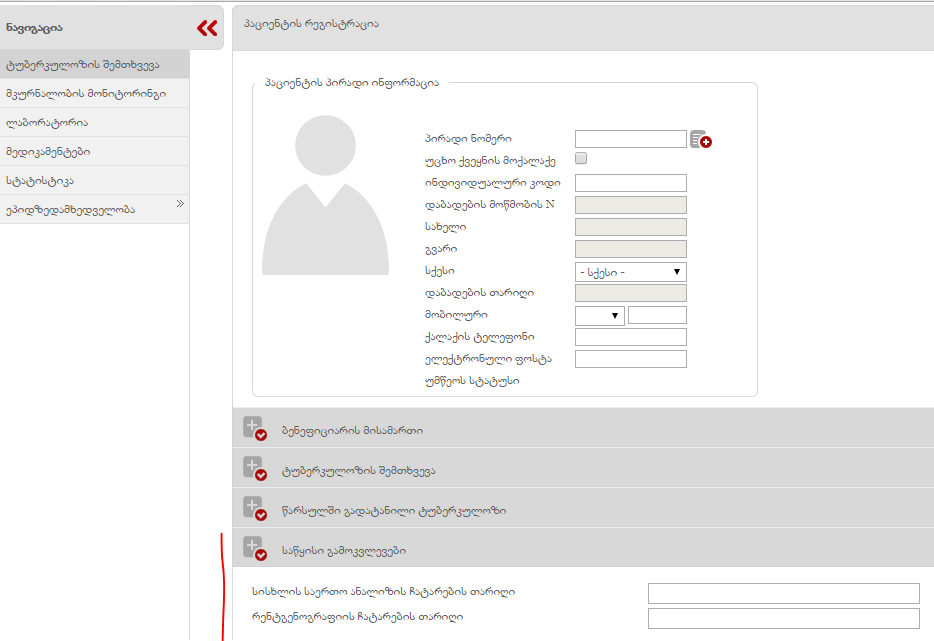 ნავიგაცია
პაციენტის რეგისტრაცია
ტუბერკულოზის შემთხვევა
მკურნალობის მონიტორინგი
ლაბორატორია
მედიკამენტები
სტატისტიკა
ეპიდზედამხედველობა
პაციენტის პირადი ინფორმაცია
პირადი ნომერი
უცხო ქვეყნის მოქალაქე
ინდივიდუალური კოდი
დაბადების მოწმობის N
სახელი
გვარი
სქესი - სქესი -
დაბადების თარიღი
მობილური
ქალაქის ტელეფონი
ელექტრონული ფოსტა
უმწეოს სტატუსი
ბენეფიციარის მისამართი
ტუბერკულოზის შემთხვევა
წარსულში გადატანილი ტუბერკულოზი
საწყისი გამოკვლევები
სისხლის საერთო ანალიზის ჩატარების თარიღი
რენტგენოგრაფიის ჩატარების თარიღი